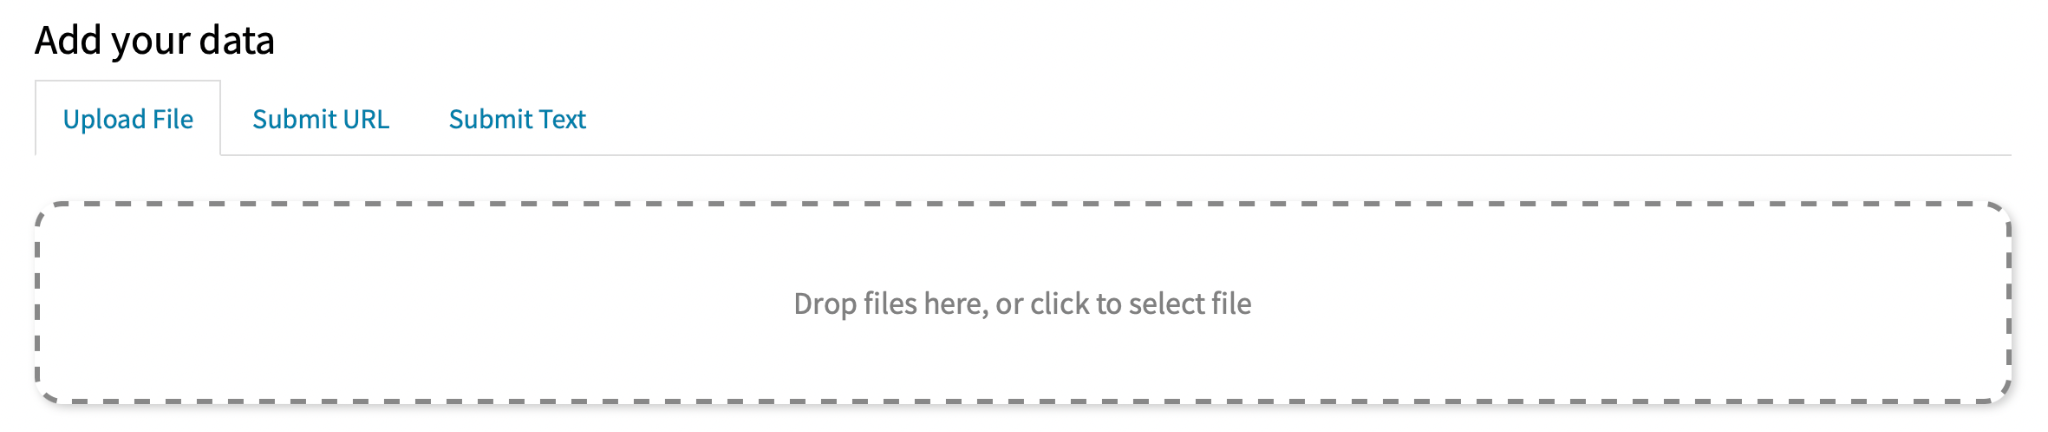 Add your data
Upload File Submit URL Submit Text
Drop files here, or click to select file